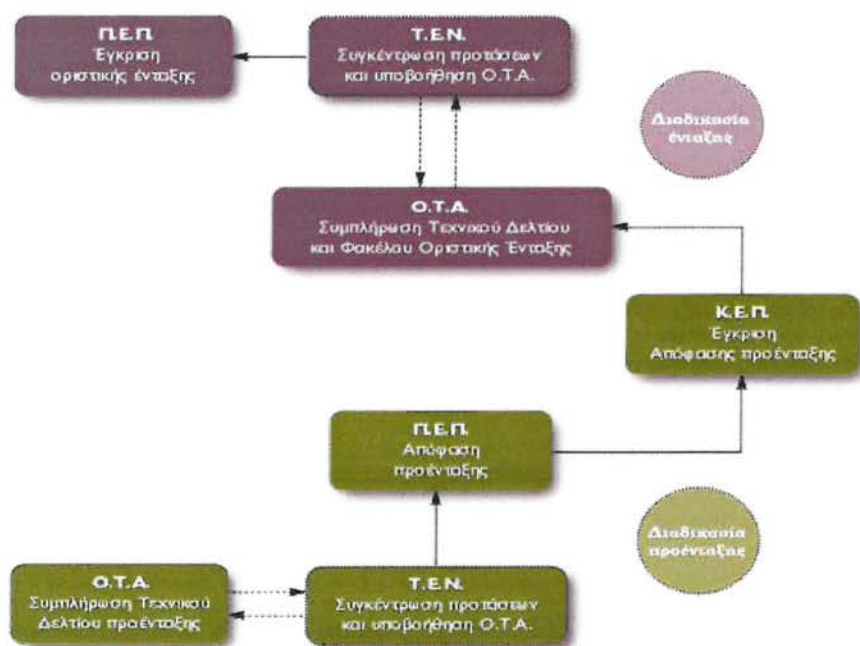 Π.Ε.Π.
Έγκριση
οριστικής ένταξης
Τ.Ε.Ν.
Συγκέντρωση προτάσεων
και υποβοήθηση Ο.Τ.Α.
Διαδικασία
ένταξης
Ο.Τ.Α.
Συμπλήρωση Τεχνικού Δελτίου
και Φακέλου Οριστικής Ένταξης
Κ.Ε.Π.
Έγκριση
Απόφασης προένταξης
Π.Ε.Π.
Απόφαση
προένταξης
Διαδικασία
προένταξης
Ο.Τ.Α.
Συμπλήρωση Τεχνικού
Δελτίου προένταξης
Τ.Ε.Ν.
Συγκέντρωση προτάσεων
και υποβοήθηση Ο.Τ.Α.